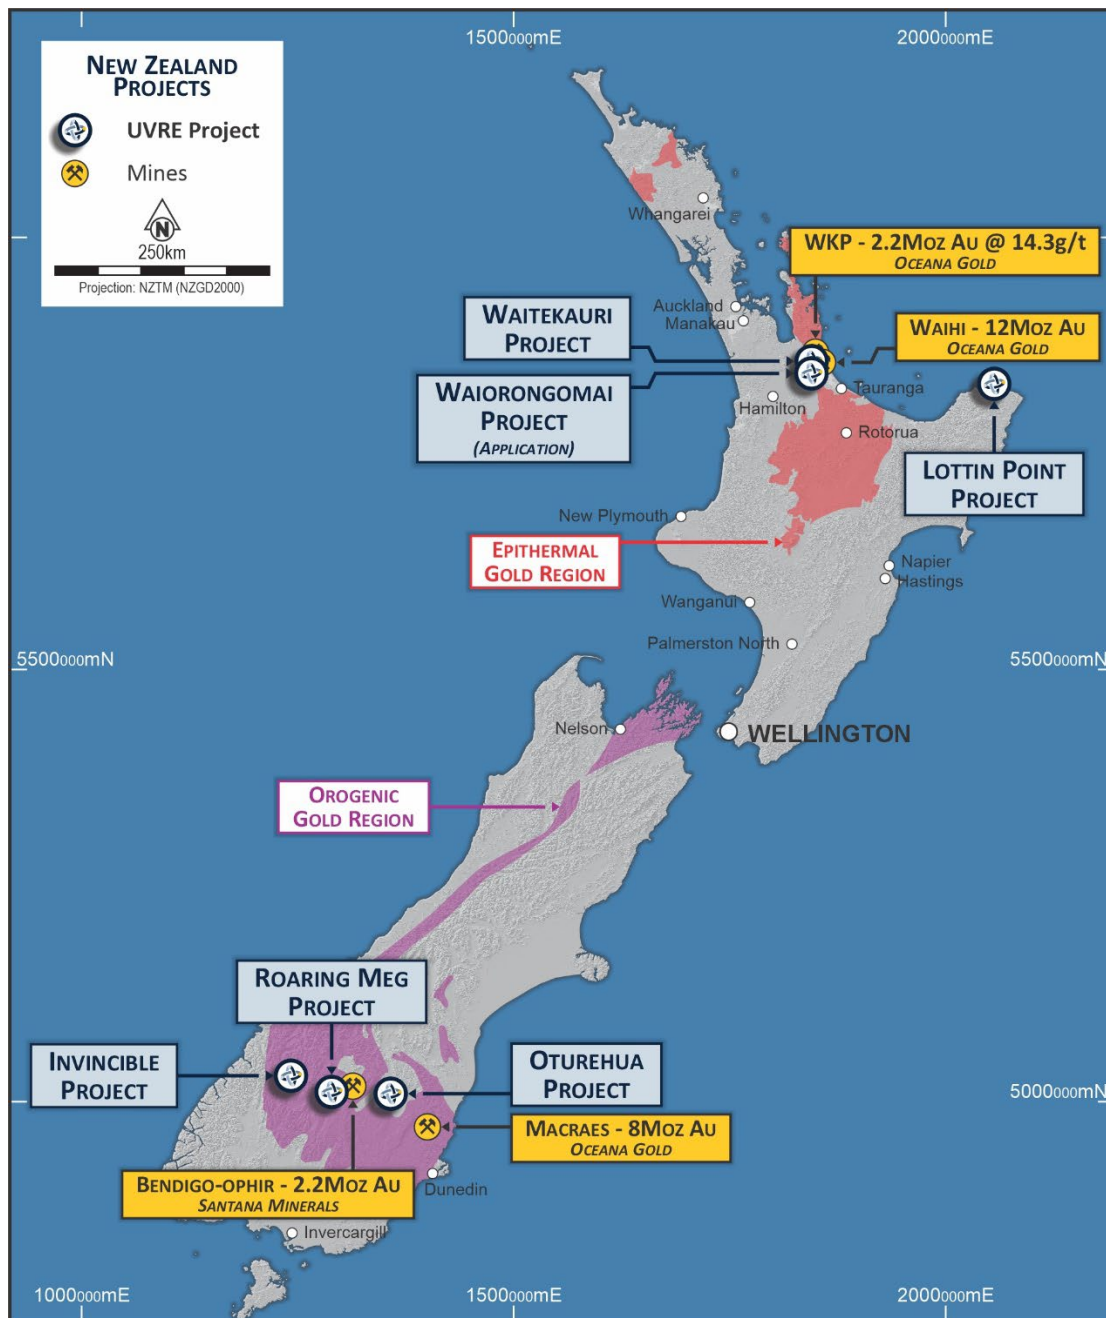 1500000mE
2000000mE
NEW ZEALAND
PROJECTS
UVRE Project
Mines
N
250km
Projection: NZTM (NZGD2000)
Whangarei
WKP - 2.2MOZ AU @ 14.3g/t
OCEANA GOLD
Auckland
Manakau
WAITEKAURI
PROJECT
WAIHI - 12MOZ AU
OCEANA GOLD
WAIORONGOMAI
PROJECT
(APPLICATION)
Tauranga
Hamilton
Rotorua
LOTTIN POINT
PROJECT
New Plymouth
EPITHERMAL
GOLD REGION
Napier
Hastings
Wanganui
Palmerston North
5500000mN
5500000mN
Nelson
WELLINGTON
OROGENIC
GOLD REGION
ROARING MEG
PROJECT
INVINCIBLE
PROJECT
OTUREHUA
PROJECT
5000000mN
MACRAES - 8MOZ AU
OCEANA GOLD
BENDIGO-OPHIR - 2.2MOZ AU
SANTANA MINERALS
Dunedin
Invercargill
1000000mE
1500000mE
2000000mE